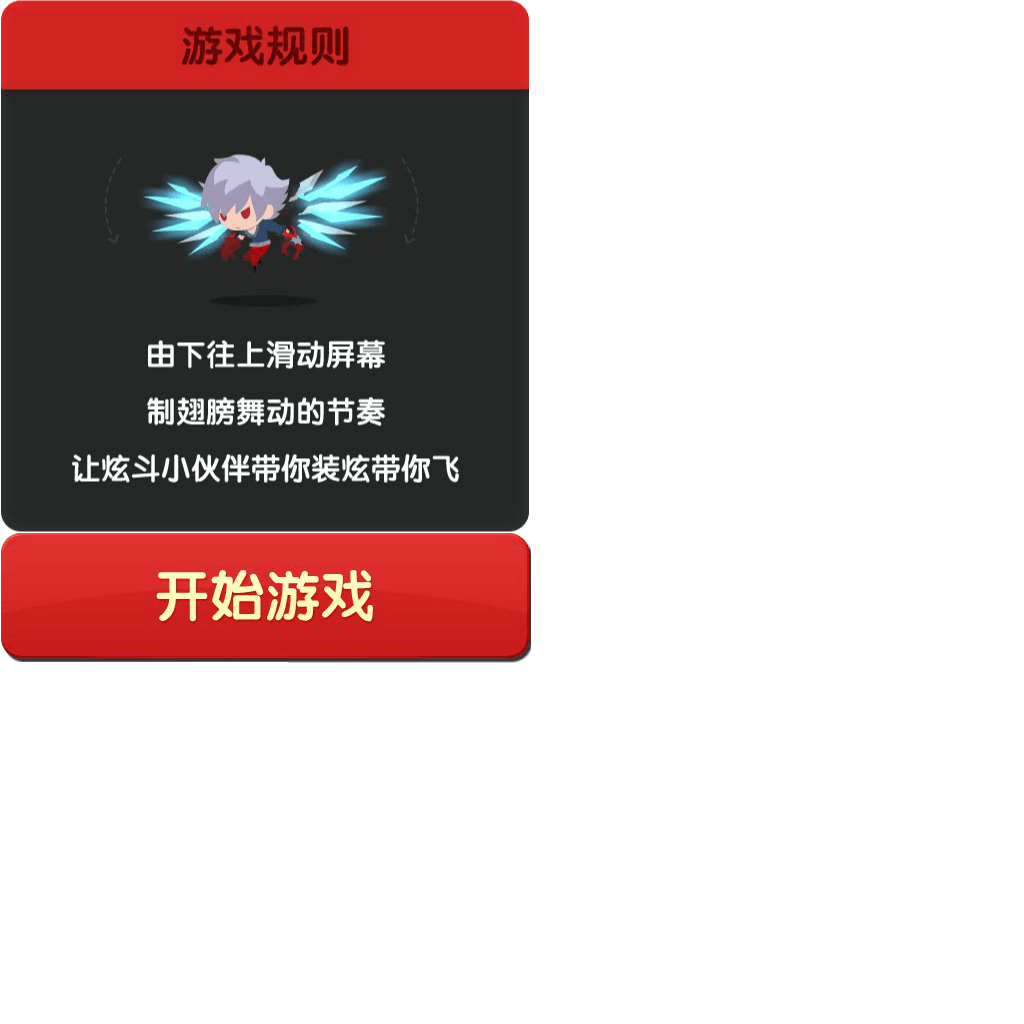 游戏规则
由下往上滑动屏幕
制翅膀舞动的节奏
让炫斗小伙伴带你装炫带你飞
开始游戏